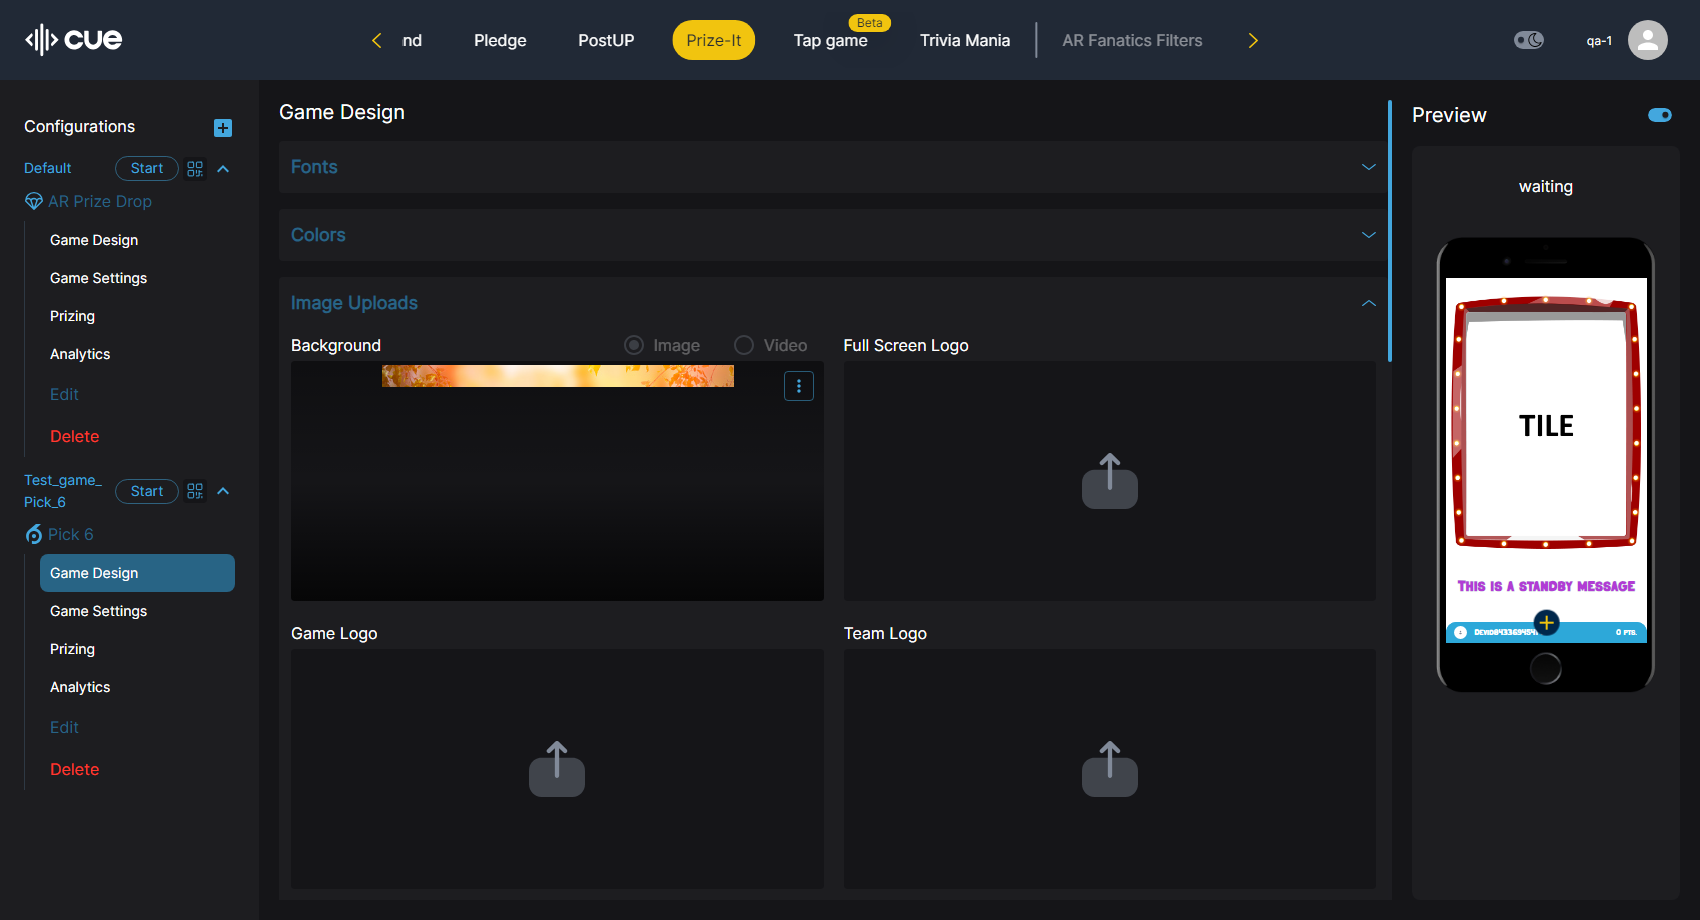 cue
nd
Pledge
PostUP
Prize-It
Beta
Tap game
Trivia Mania
AR Fanatics Filters
qa-1
Configurations
Default
Start
AR Prize Drop
Game Design
Game Settings
Prizing
Analytics
Edit
Delete
Test_game_
Pick_6
Start
Pick 6
Game Design
Game Settings
Prizing
Analytics
Edit
Delete
Game Design
Fonts
Colors
Image Uploads
Background
Image
Video
Full Screen Logo
Game Logo
Team Logo
Preview
waiting
TILE
THIS IS A STANDBY MESSAGE
0 PTS.